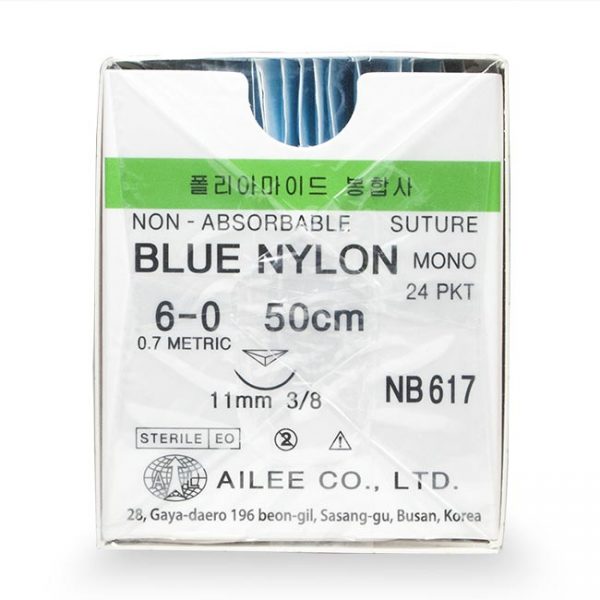 폴리아마이드 봉합사
NON - ABSORBABLE SUTURE
BLUE NYLON MONO
24 PKT
6-0 50cm
0.7 METRIC
11mm 3/8
NB617
STERILE EO
2
AILEE CO., LTD.
28, Gaya-daero 196 beon-gil, Sasang-gu, Busan, Korea